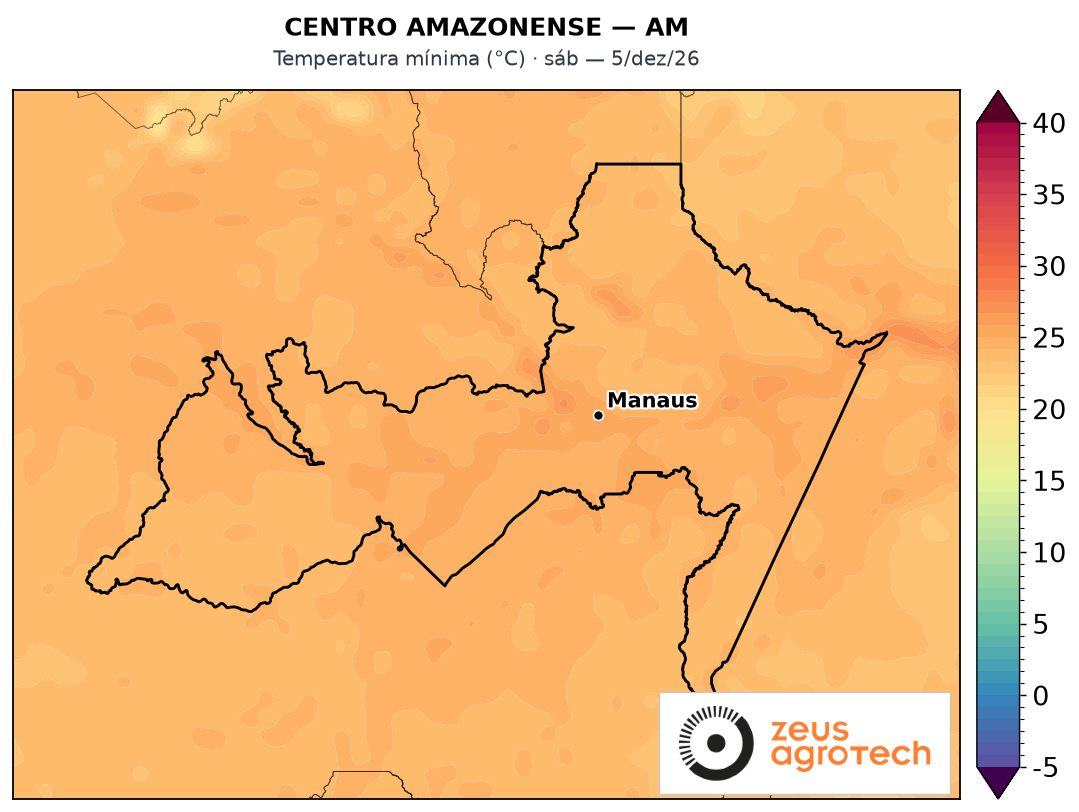 CENTRO AMAZONENSE — AM
Temperatura mínima (°C) · sáb — 5/dez/26
Manaus
40
35
30
25
20
15
10
5
0
-5
zeus
agrotech